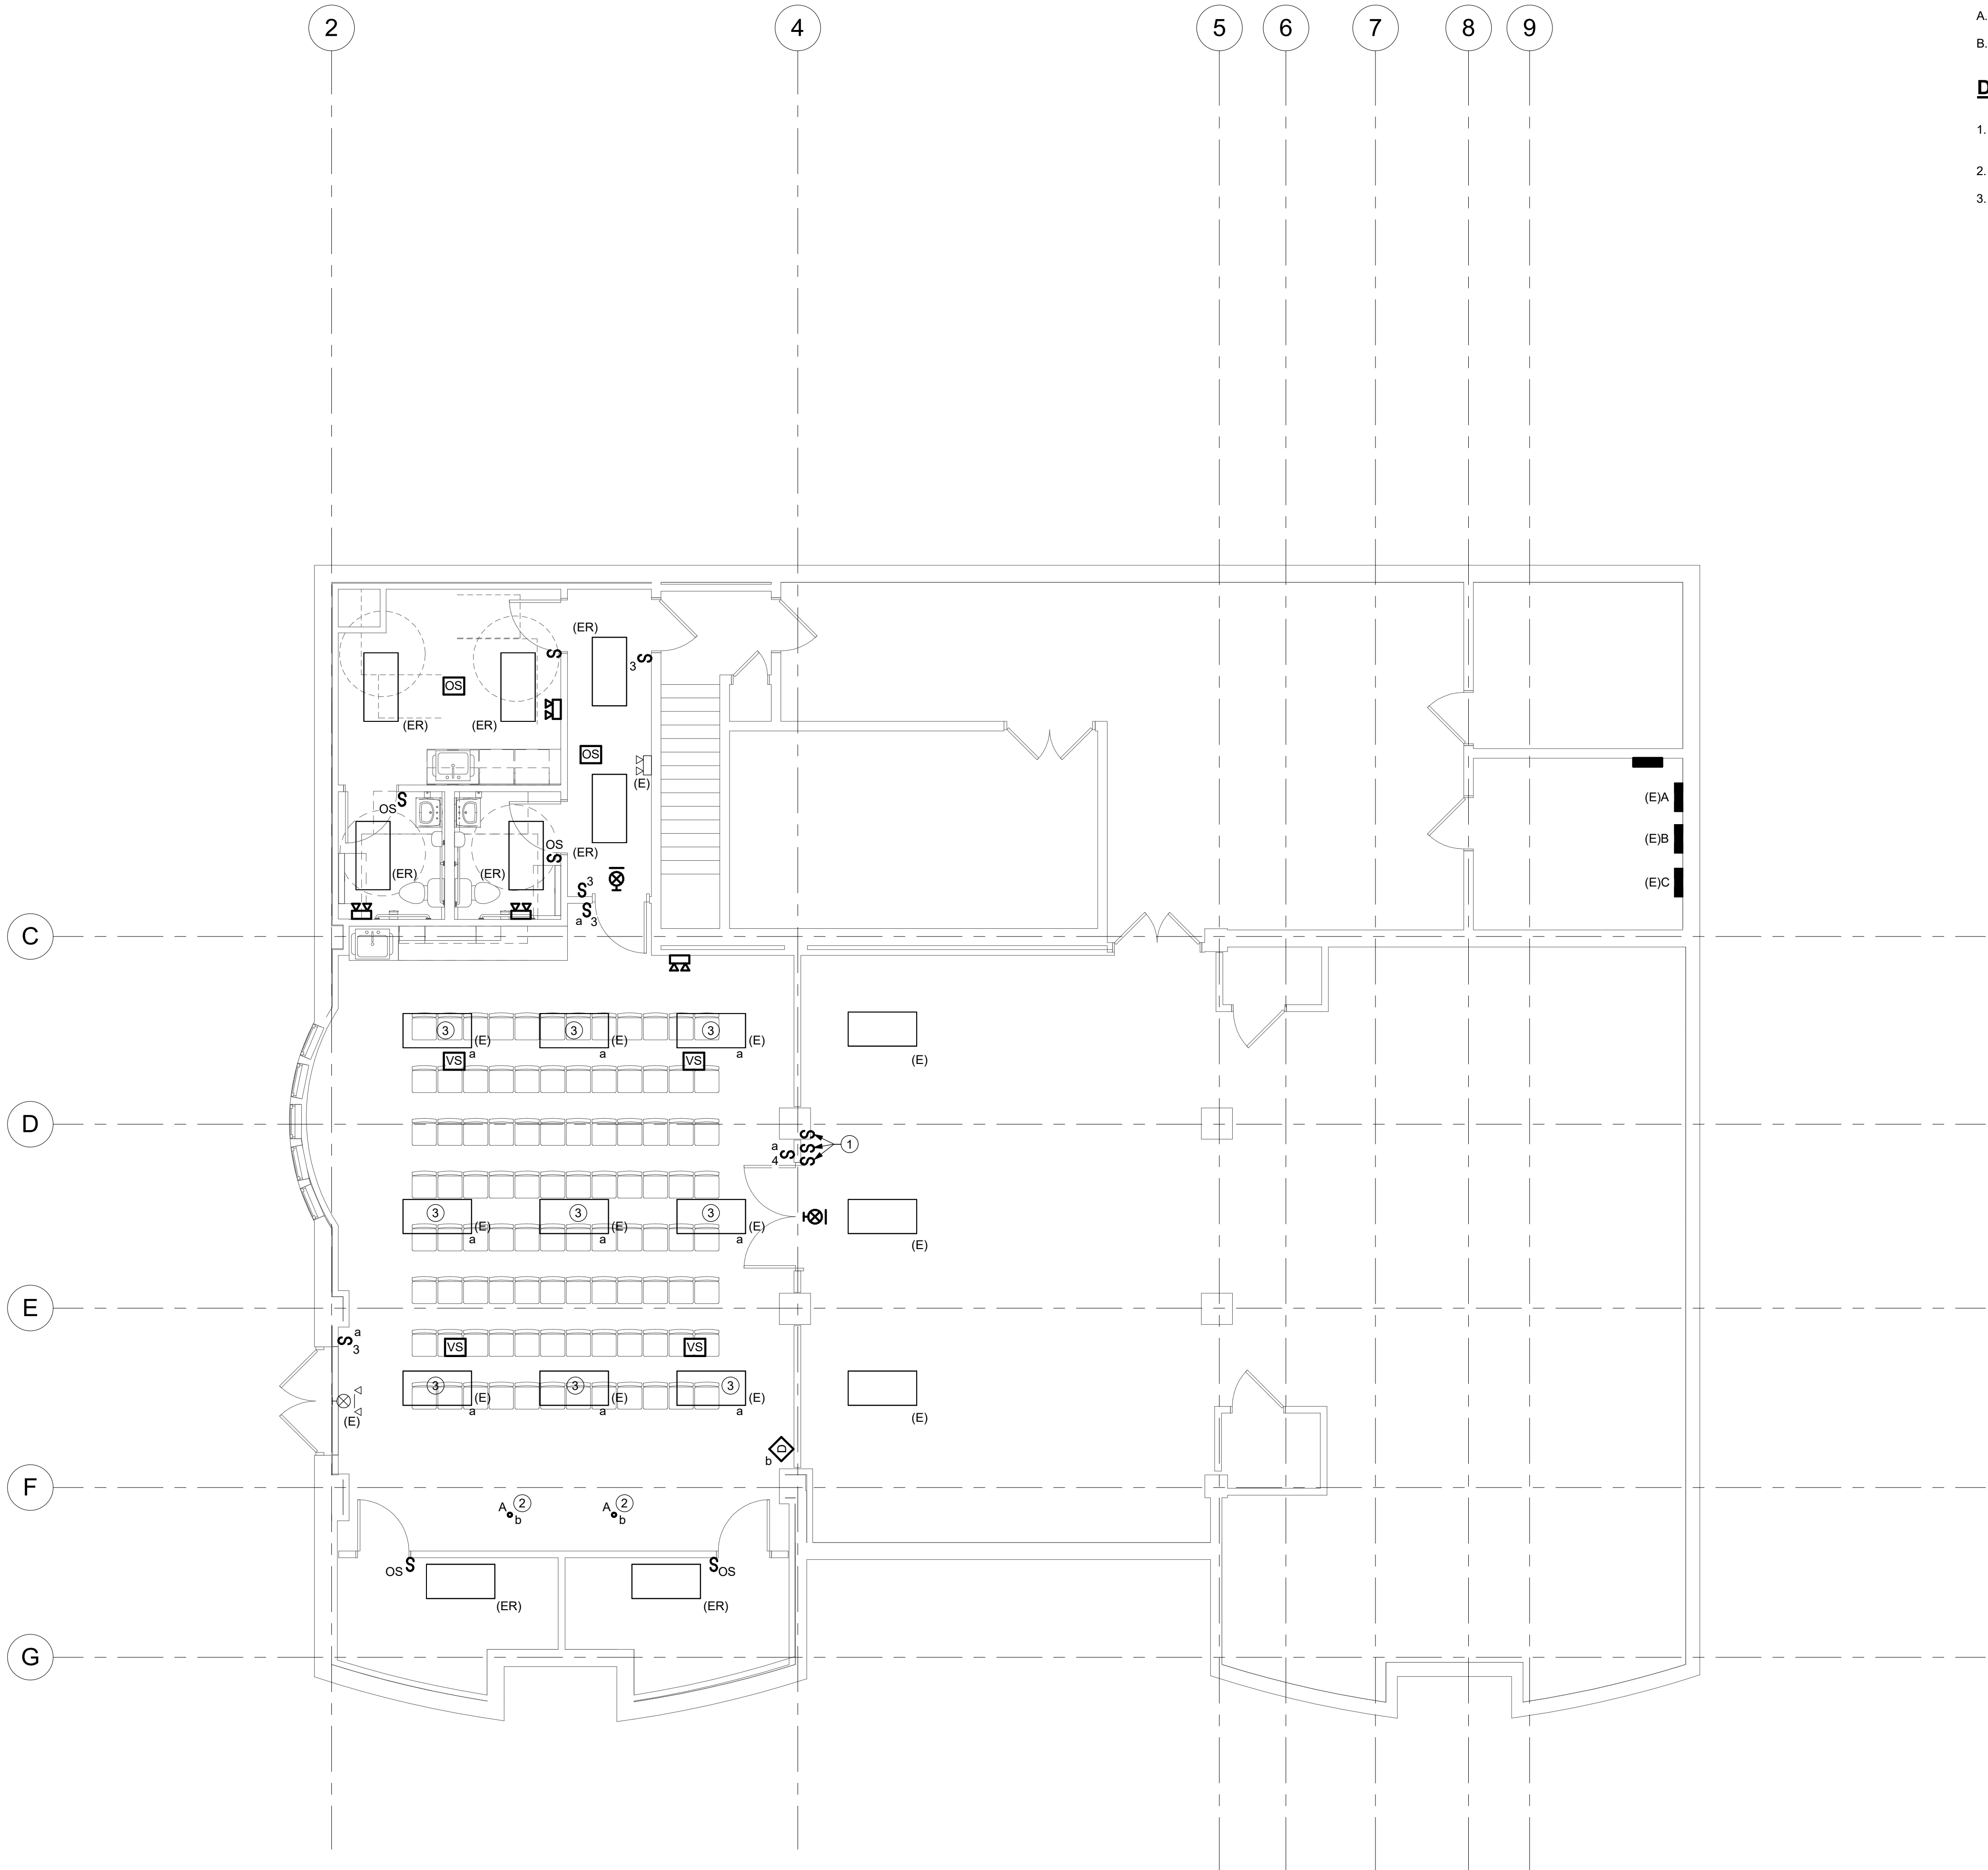 2 4 5 6 7 8 9
A.
B.
D
1.
2.
3.
(ER)
S
3 S
OS
(ER) (ER)
OS
(E)
(E)A
S
OS
(E)B
OS
S
(ER)
(ER) (ER)
(E)C
S 3
S
a 3
C
3 3 3
(E) (E) (E)
a a a
VS VS
(E)
D
S
S
S
1
a
4 S
3 3 3
(E) (E) (E)
a a a
(E)
E
S a
3
VS VS
3 3 3
(E) (E) (E)
a a a
(E)
(E)
D
b
F
A 2 A 2
b b
OS S S OS
(ER) (ER)
G